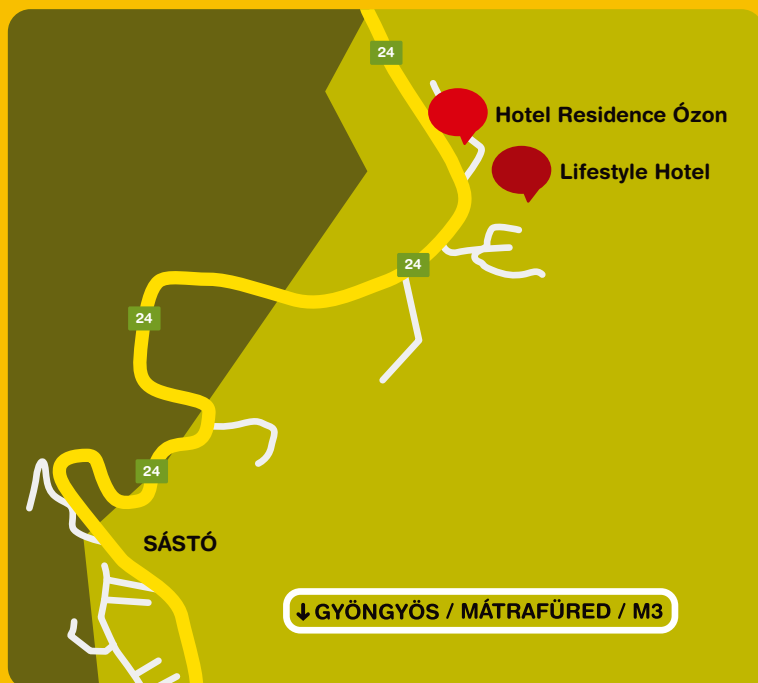 24
Hotel Residence Ózon
Lifestyle Hotel
24
24
24
SÁSTÓ
↓ GYÖNGYÖS / MÁTRAFÜRED / M3